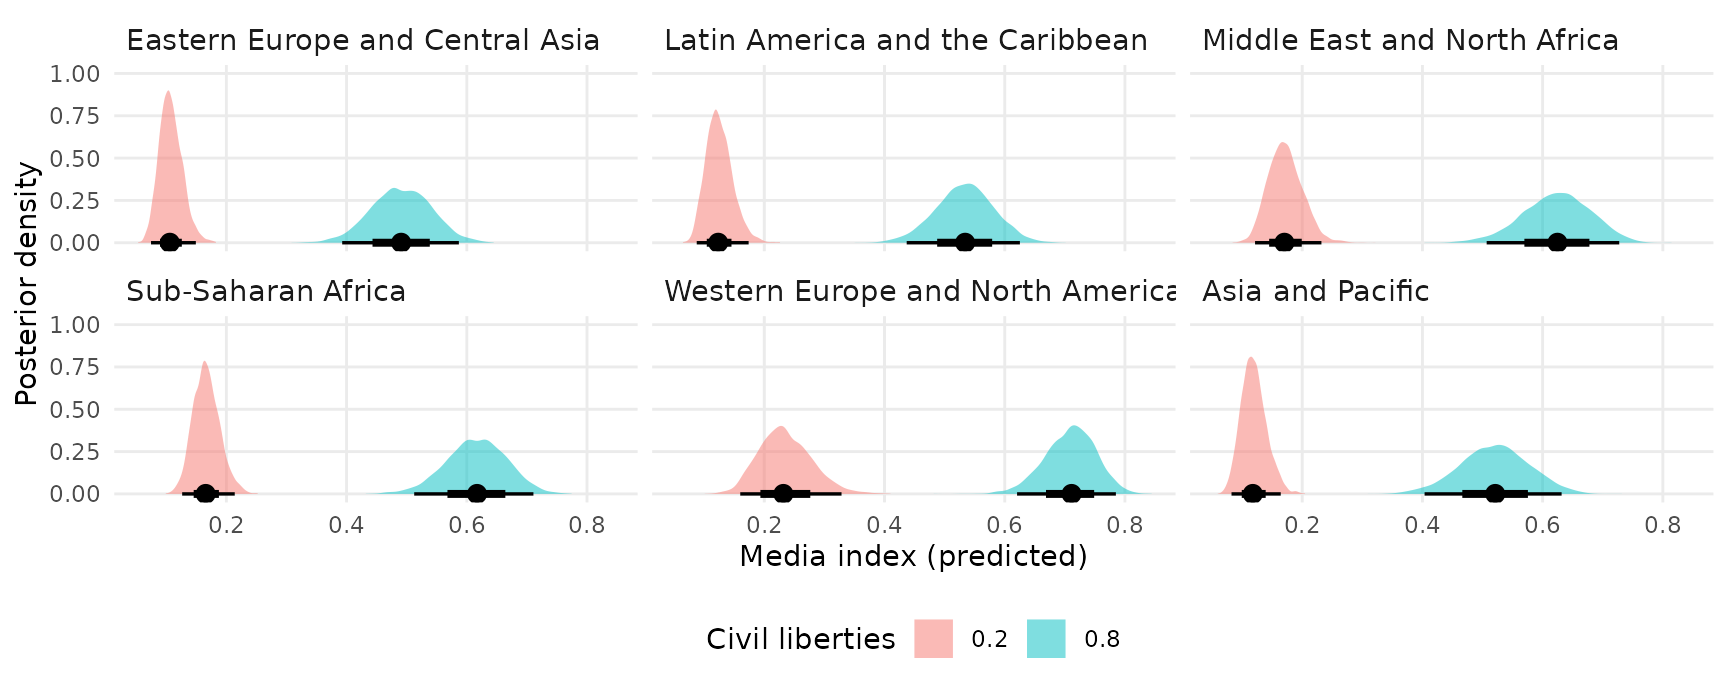 Eastern Europe and Central Asia
Latin America and the Caribbean
Middle East and North Africa
1.00
0.75
0.50
0.25
0.00
Posterior density
Sub-Saharan Africa
Western Europe and North America
Asia and Pacific
1.00
0.75
0.50
0.25
0.00
0.2 0.4 0.6 0.8
0.2 0.4 0.6 0.8
0.2 0.4 0.6 0.8
Media index (predicted)
Civil liberties 0.2 0.8